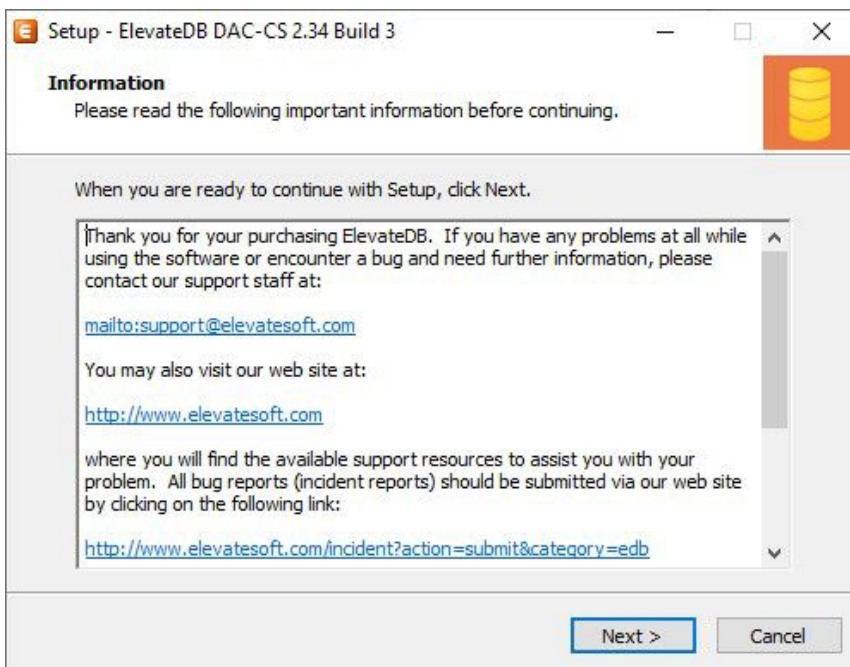 Setup - ElevateDB DAC-CS 2.34 Build 3
Information
Please read the following important information before continuing.
When you are ready to continue with Setup, click Next.
Thank you for your purchasing ElevateDB. If you have any problems at all while
using the software or encounter a bug and need further information, please
contact our support staff at:
mailto:support@elevatesoft.com
You may also visit our web site at:
http://www.elevatesoft.com
where you will find the available support resources to assist you with your
problem. All bug reports (incident reports) should be submitted via our web site
by clicking on the following link:
http://www.elevatesoft.com/incident?action=submit&category=edb
Next >
Cancel